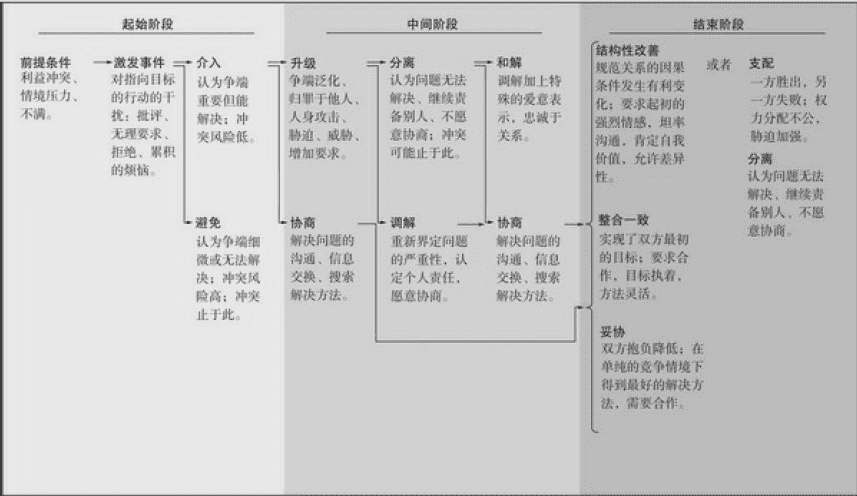 起始阶段
中间阶段
结束阶段
前提条件
利益冲突、
情境压力、
不满。
激发事件
对指向目标
的行动的干
扰：批评、
无理要求、
拒绝、累积
的烦恼。
介入
认为争端
重要但能
解决；冲
突风险低。
避免
认为争端细
微或无法解
决；冲突风
险高；冲突
止于此。
升级
争端泛化、
归罪于他人、
人身攻击、
胁迫、威胁、
增加要求。
协商
解决问题的
沟通、信息
交换、搜索
解决方法。
分离
认为问题无法
解决、继续责
备别人、不愿
意协商；冲突
可能止于此。
调解
重新界定问题
的严重性，认
定个人责任，
愿意协商。
和解
调解加上特
殊的爱意表
示，忠诚于
关系。
协商
解决问题的
沟通、信息
交换、搜索
解决方法。
结构性改善
规范关系的因果
条件发生有利变
化；要求起初的
强烈情感，坦率
沟通，肯定自我
价值，允许差异
性。
整合一致
实现了双方最初
的目标；要求合
作，目标执着，
方法灵活。
妥协
双方抱负降低；在
单纯的竞争情境下
得到最好的解决方
法，需要合作。
或者
支配
一方胜出，另
一方失败；权
力分配不公，
胁迫加强。
分离
认为问题无法
解决、继续责
备别人、不愿
意协商。